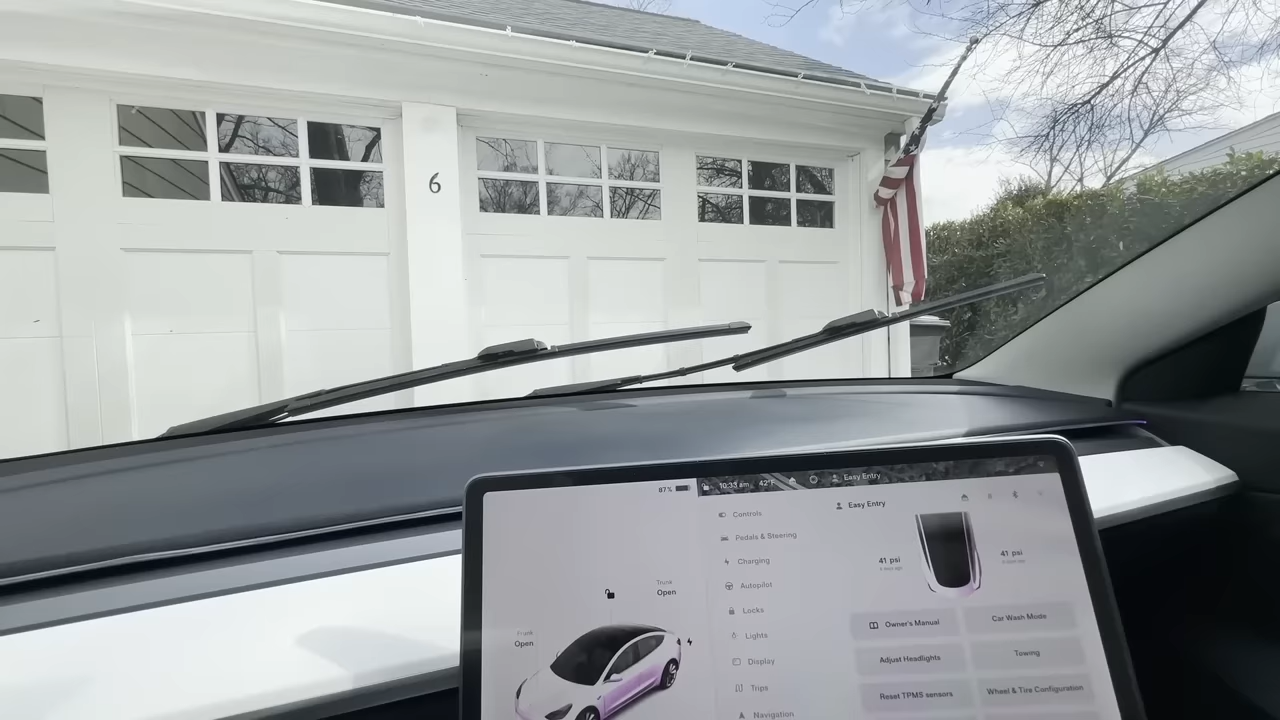 6
87%
10:33 am 42°F Easy Entry
Trunk
Open
Frunk
Open
Controls
Pedals & Steering
Charging
Autopilot
Locks
Lights
Display
Trips
Navigation
Easy Entry
41 psi
41 psi
Owner's Manual
Car Wash Mode
Adjust Headlights
Towing
Reset TPMS sensors
Wheel & Tire Configuration